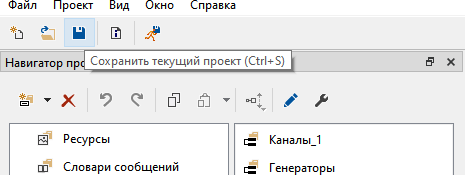 Файл Проект Вид Окно Справка
Сохранить текущий проект (Ctrl+S)
Навигатор про
Ресурсы
Каналы_1
Словари сообщений
Генераторы